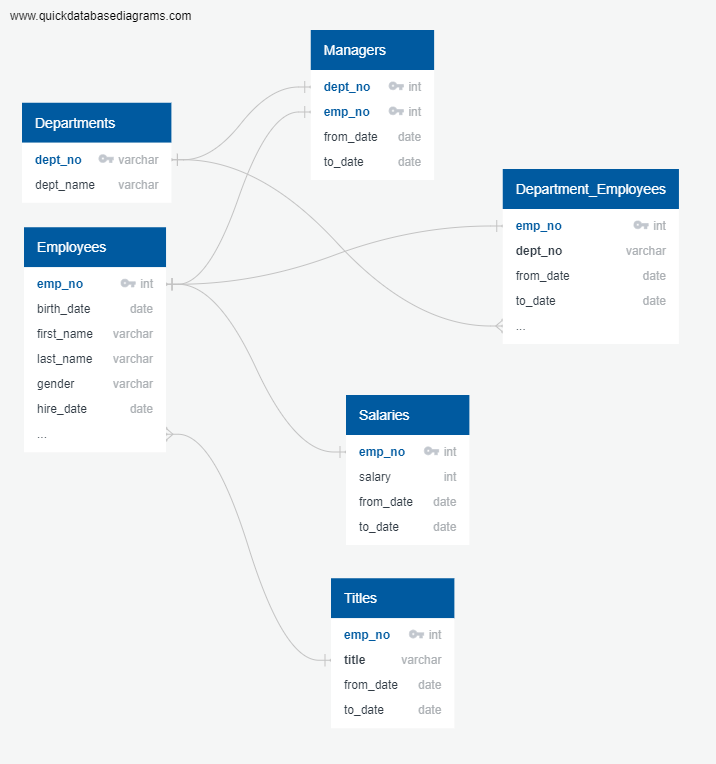 www.quickdatabasediagrams.com
Managers
dept_no int
emp_no int
from_date date
to_date date
Departments
dept_no varchar
dept_name varchar
Department_Employees
emp_no int
dept_no varchar
from_date date
to_date date
...
Employees
emp_no int
birth_date date
first_name varchar
last_name varchar
gender varchar
hire_date date
...
Salaries
emp_no int
salary int
from_date date
to_date date
Titles
emp_no int
title varchar
from_date date
to_date date